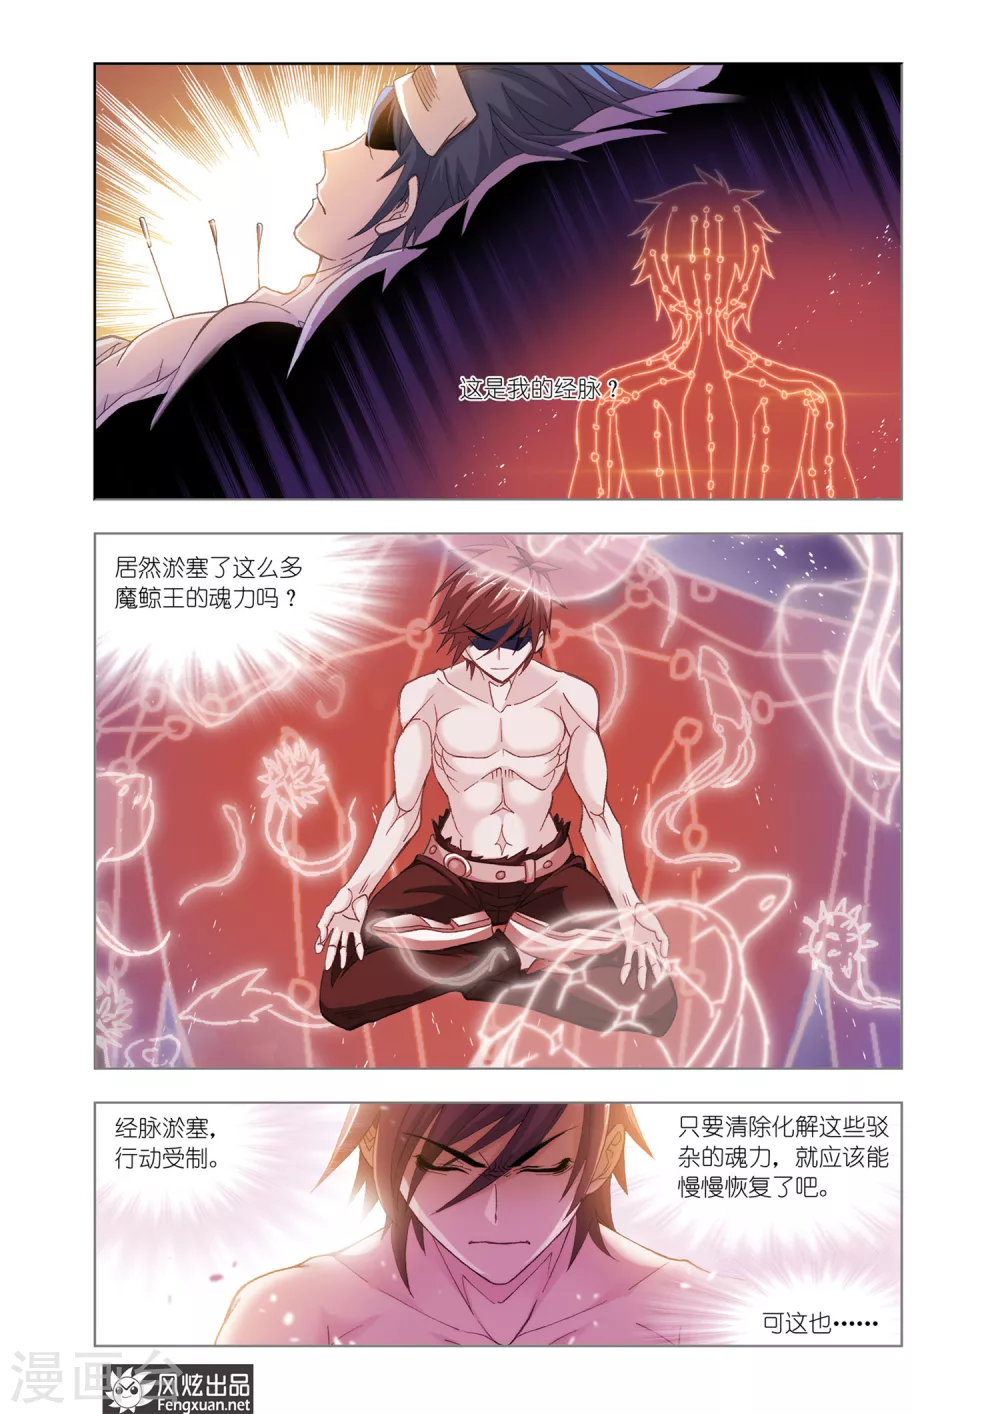 这是我的经脉？
居然淤塞了这么多
魔鲸王的魂力吗？
经脉淤塞，
行动受制。
只要清除化解这些驳
杂的魂力，就应该能
慢慢恢复了吧。
可这也……
漫画台
风炫出品
Fengxuan.net